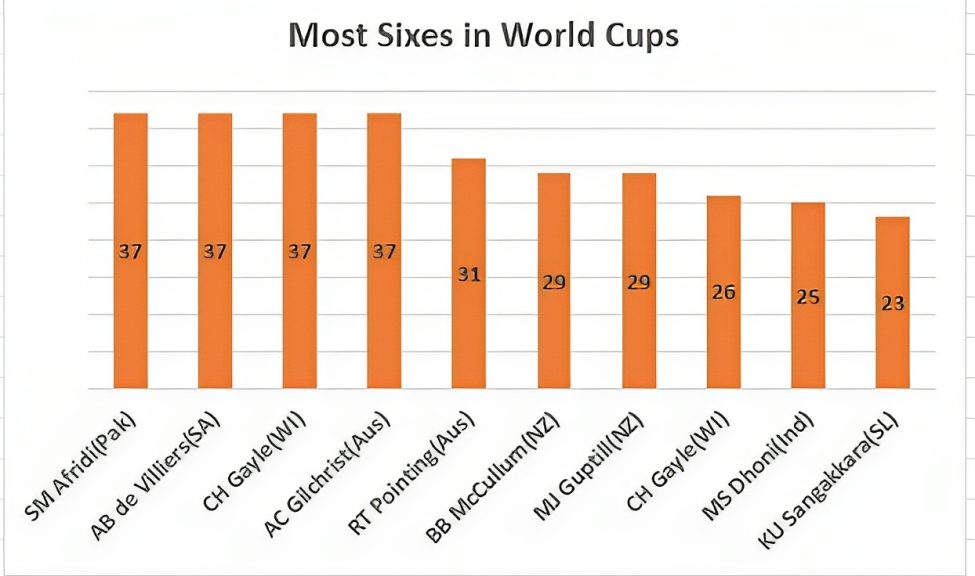 Most Sixes in World Cups
37
37
37
37
31
29
29
26
25
23
SM Afridi(Pak)
AB de VIlliers(SA)
CH Gayle(WI)
AC Gilchrist(Aus)
RT Pointing(Aus)
BB McCullum(NZ)
MJ Guptill(NZ)
CH Gayle(WI)
MS Dhoni(Ind)
KU Sangakkara(SL)